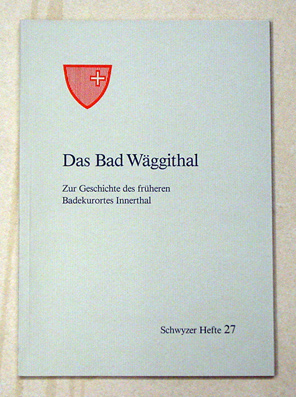 Das Bad Wäggithal
Zur Geschichte des früheren
Badekurortes Innerthal
Schwyzer Hefte 27